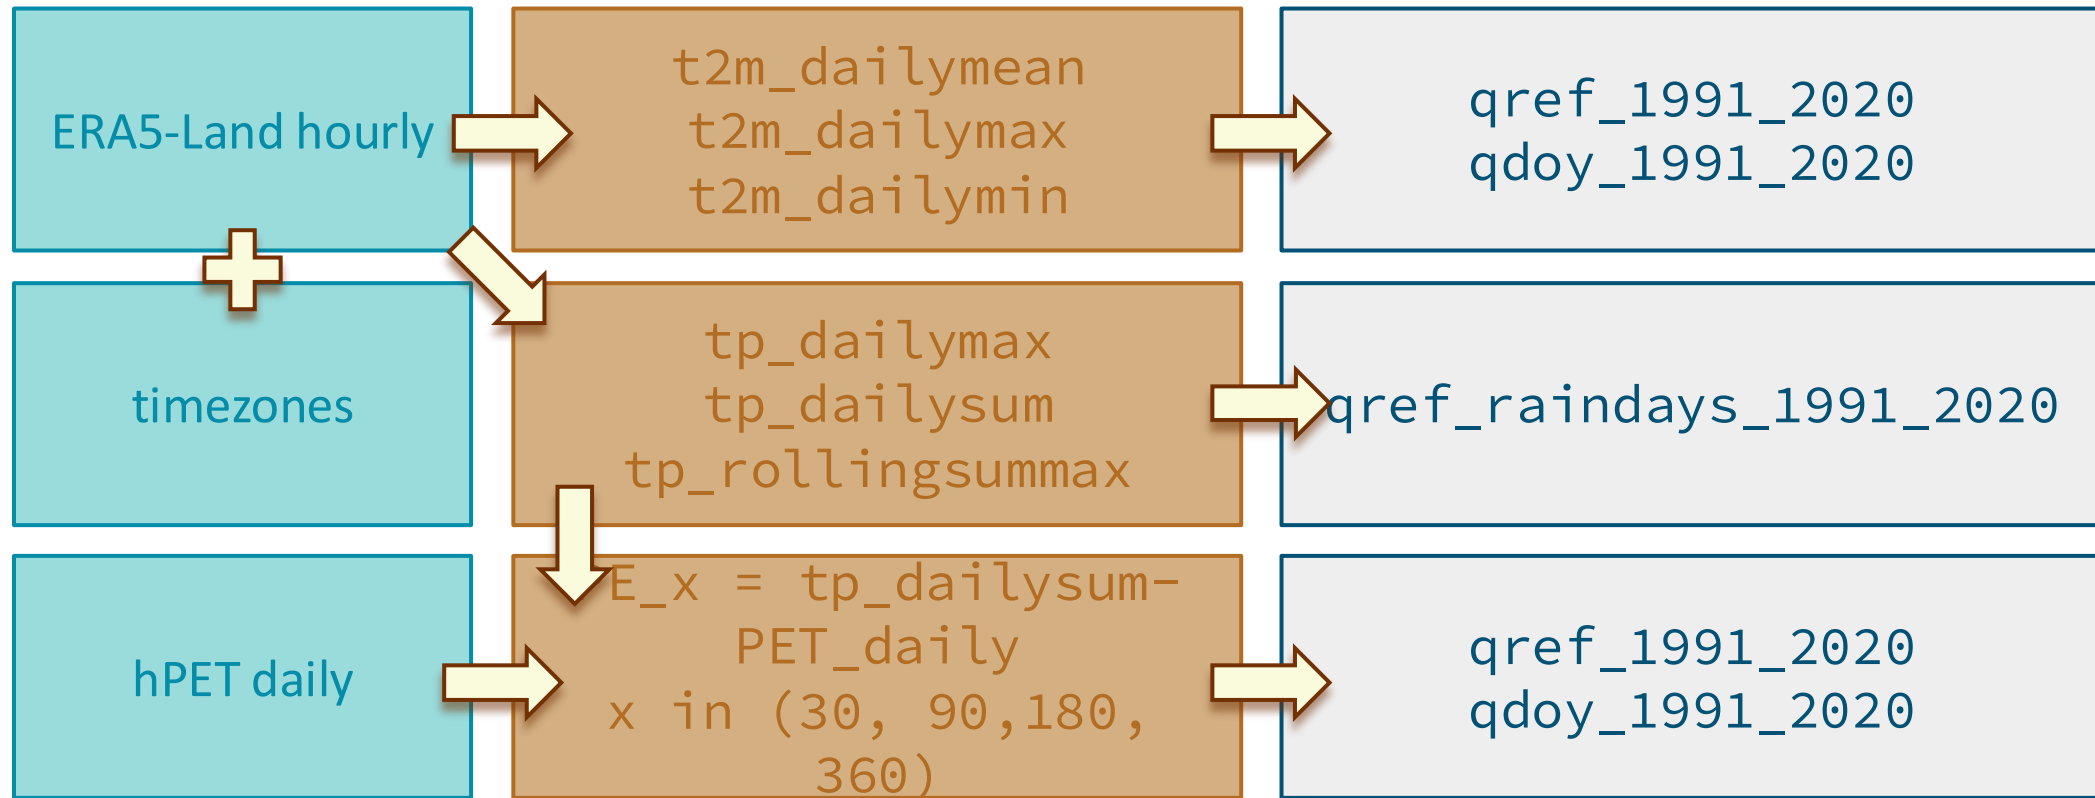 ERA5-Land hourly
t2m_dailymean
t2m_dailymax
t2m_dailymin
qref_1991_2020
qdoy_1991_2020
timezones
tp_dailymax
tp_dailysum
tp_rollingsummax
qref_raindays_1991_2020
hPET daily
E_x = tp_dailysum-
PET_daily
x in (30, 90,180,
360)
qref_1991_2020
qdoy_1991_2020